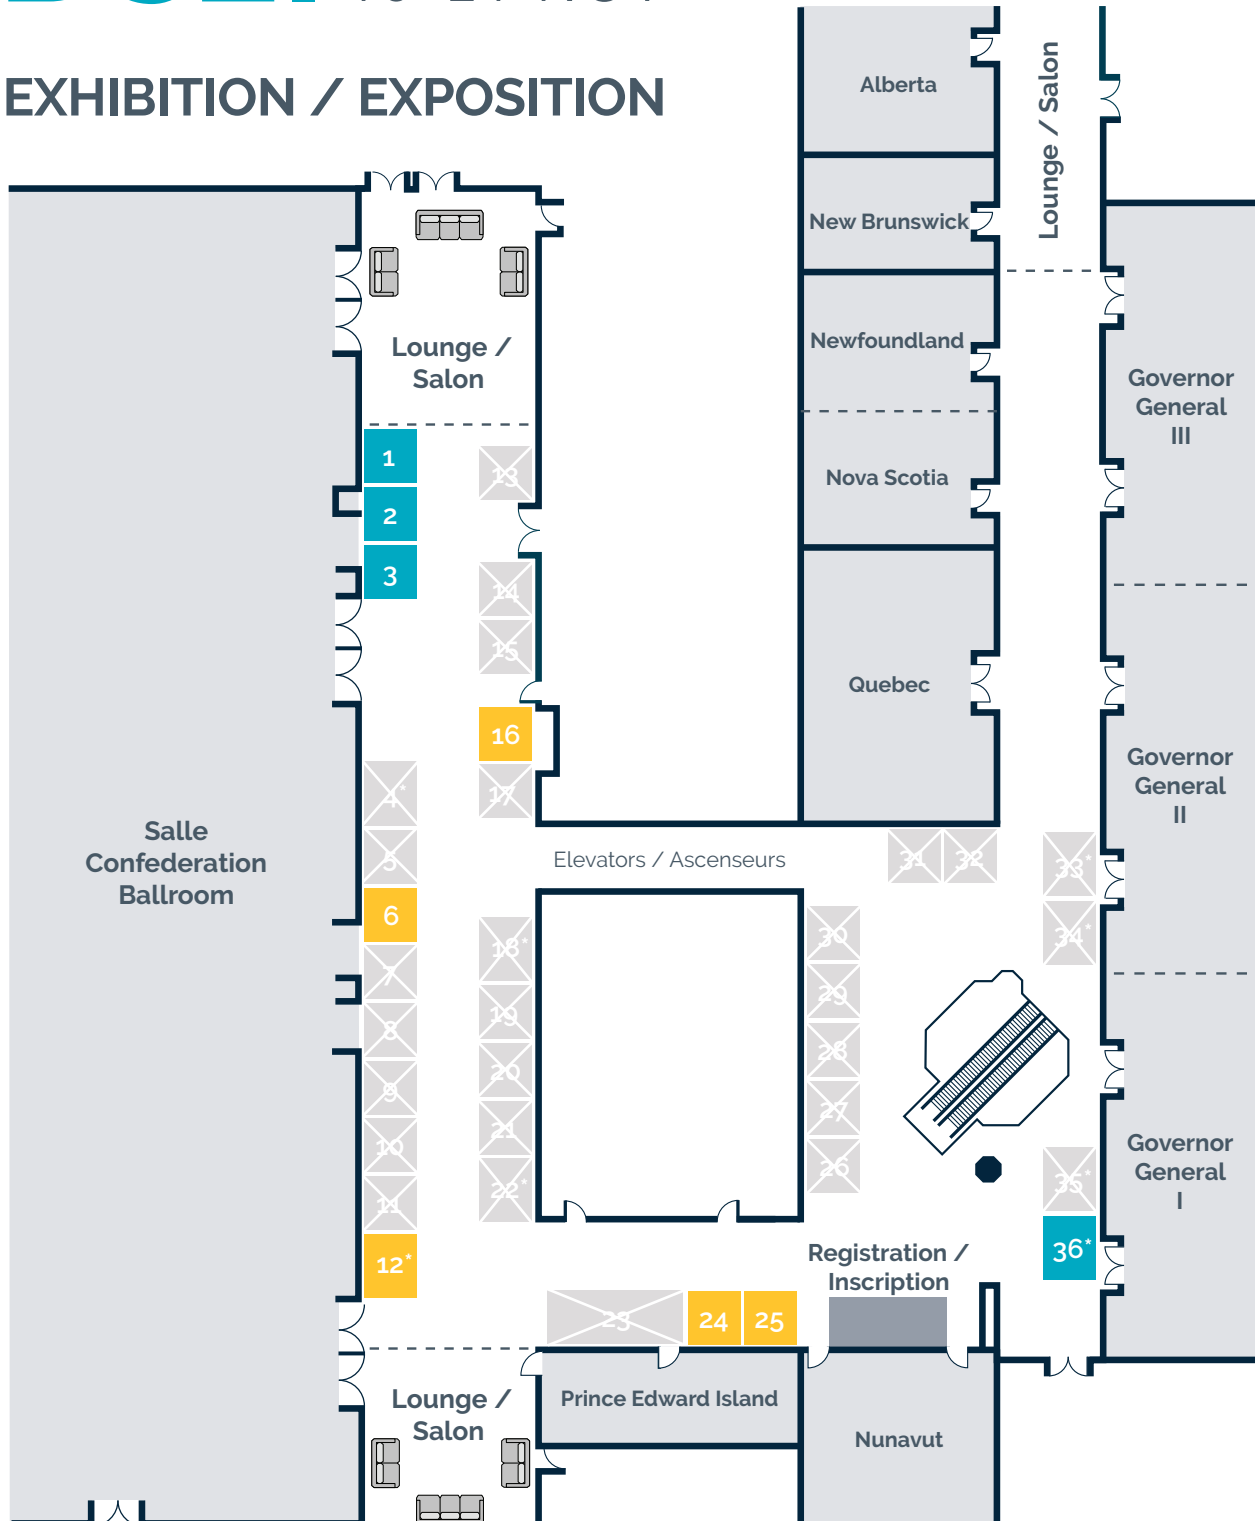 EXHIBITION / EXPOSITION
Alberta
Lounge / Salon
New Brunswick
Newfoundland
Nova Scotia
Quebec
Governor
General
III
Governor
General
II
Governor
General
I
Lounge /
Salon
1
2
3
13
14
15
16
17
4*
5
6
7
8
9
10
11
12*
Salle
Confederation
Ballroom
Elevators / Ascenseurs
18*
19
20
21
22*
31
32
33*
34*
30
29
28
27
26
35*
36*
Registration /
Inscription
23
24
25
Lounge /
Salon
Prince Edward Island
Nunavut